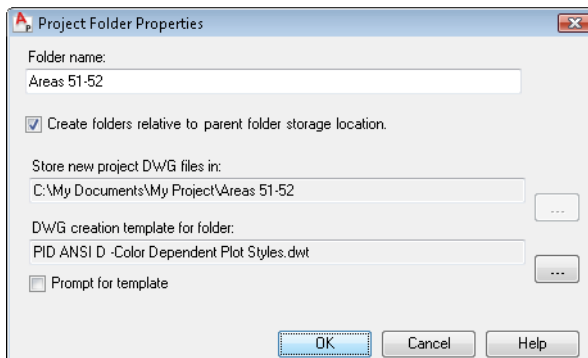 Project Folder Properties
Folder name:
Areas 51-52
Create folders relative to parent folder storage location.
Store new project DWG files in:
C:\My Documents\My Project\Areas 51-52
...
DWG creation template for folder:
PID ANSI D -Color Dependent Plot Styles.dwt
...
Prompt for template
OK Cancel Help